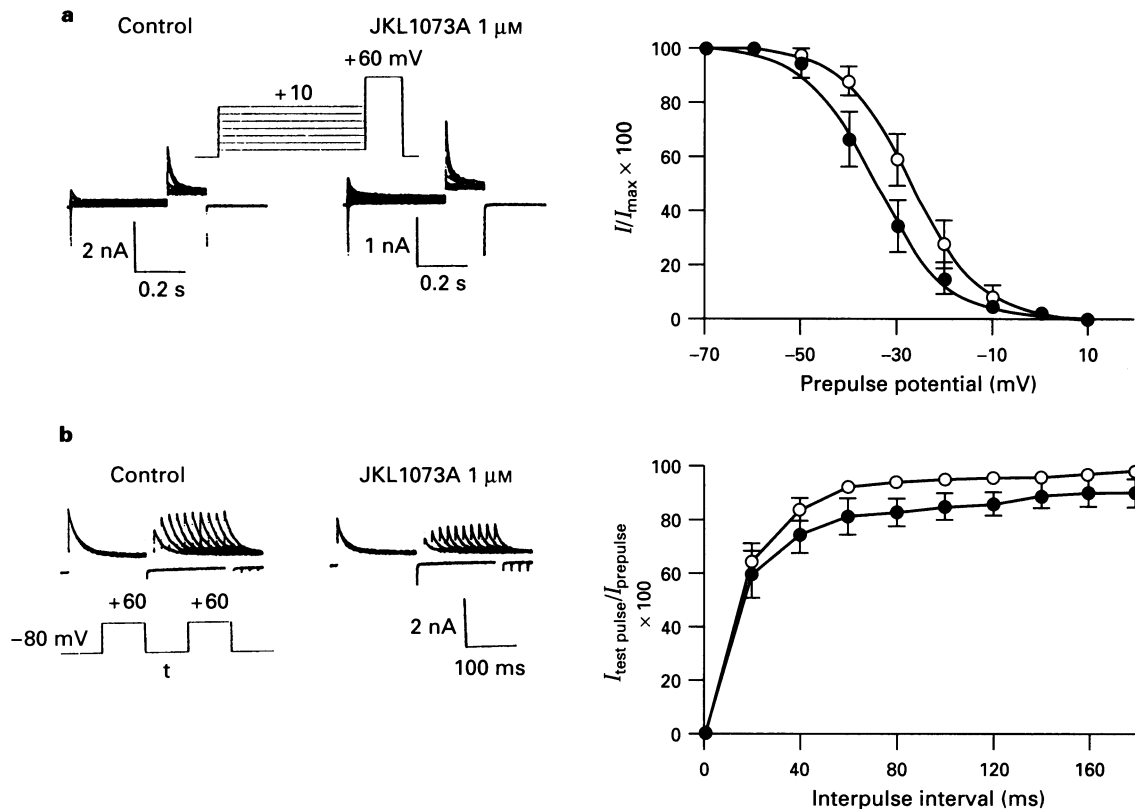 a
Control
JKL1073A 1 μM
+60 mV
+10
2 nA
0.2 s
1 nA
0.2 s
I/Imax × 100
100
80
60
40
20
0
−70
−50
−30
−10
10
Prepulse potential (mV)
b
Control
JKL1073A 1 μM
+60
+60
−80 mV
t
2 nA
100 ms
Itest pulse/Iprepulse
× 100
100
80
60
40
20
0
0
40
80
120
160
Interpulse interval (ms)